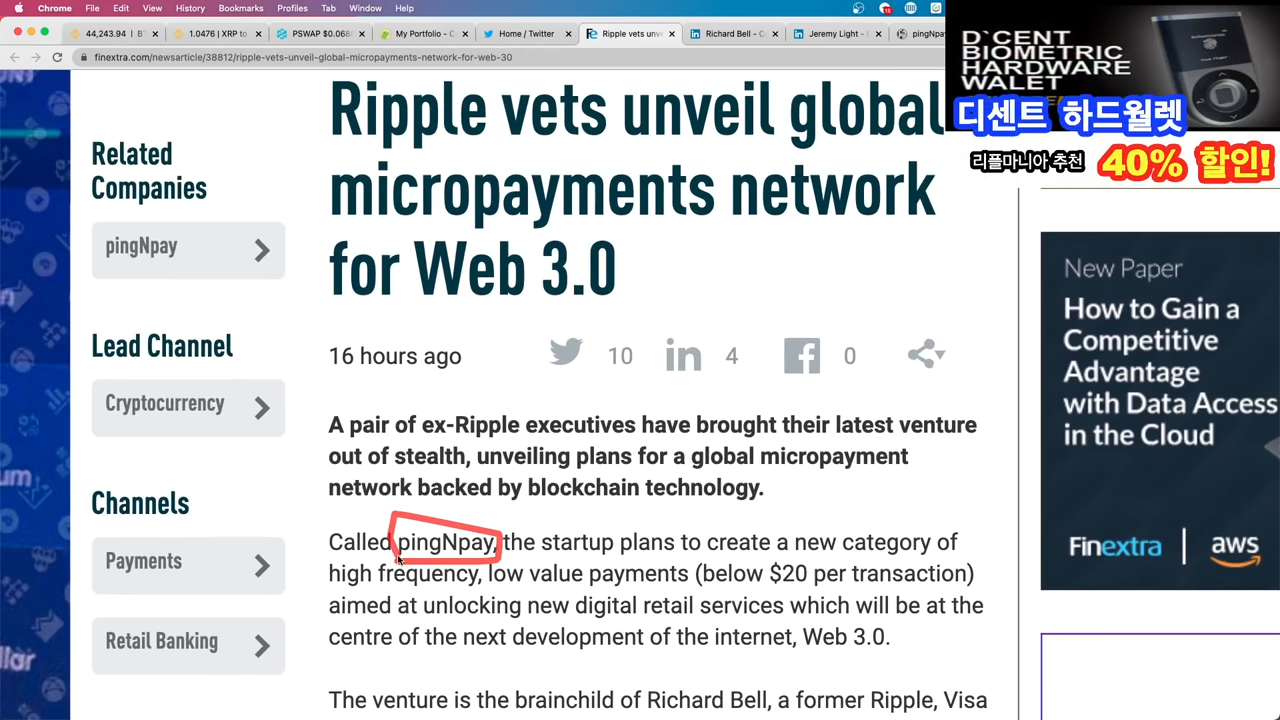 Chrome File Edit View History Bookmarks Profiles Tab Window Help
44,243.94 | B
1.0476 | XRP
PSWAP $0.068
My Portfolio - C
Home / Twitter
Ripple vets unve
Richard Bell - C
Jeremy Light - C
pingNpay
finextra.com/newsarticle/38812/ripple-vets-unveil-global-micropayments-network-for-web-30
D`CENT
BIOMETRIC
HARDWARE
WALET
디센트 하드월렛
리플마니아 추천 40% 할인!
Related
Companies
pingNpay
Lead Channel
Cryptocurrency
Channels
Payments
Retail Banking
Ripple vets unveil global
micropayments network
for Web 3.0
16 hours ago 10 4 0
A pair of ex-Ripple executives have brought their latest venture
out of stealth, unveiling plans for a global micropayment
network backed by blockchain technology.
Called pingNpay, the startup plans to create a new category of
high frequency, low value payments (below $20 per transaction)
aimed at unlocking new digital retail services which will be at the
centre of the next development of the internet, Web 3.0.
The venture is the brainchild of Richard Bell, a former Ripple, Visa
New Paper
How to Gain a
Competitive
Advantage
with Data Access
in the Cloud
Finextra | aws
um
llar